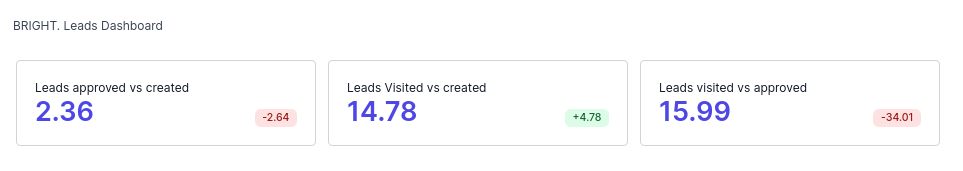 BRIGHT. Leads Dashboard
Leads approved vs created
2.36
-2.64
Leads Visited vs created
14.78
+4.78
Leads visited vs approved
15.99
-34.01